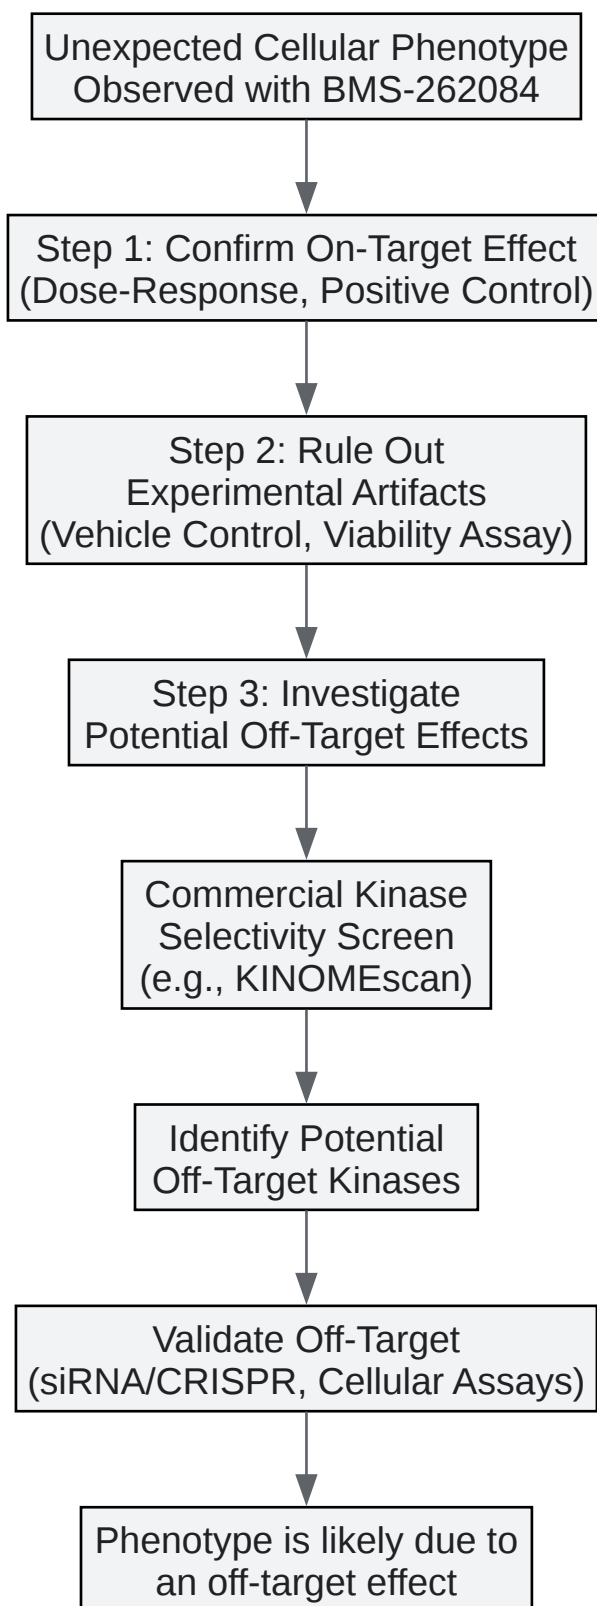 Unexpected Cellular Phenotype
Observed with BMS-262084
Step 1: Confirm On-Target Effect
(Dose-Response, Positive Control)
Step 2: Rule Out
Experimental Artifacts
(Vehicle Control, Viability Assay)
Step 3: Investigate
Potential Off-Target Effects
Commercial Kinase
Selectivity Screen
(e.g., KINOMEscan)
Identify Potential
Off-Target Kinases
Validate Off-Target
(siRNA/CRISPR, Cellular Assays)
Phenotype is likely due to
an off-target effect